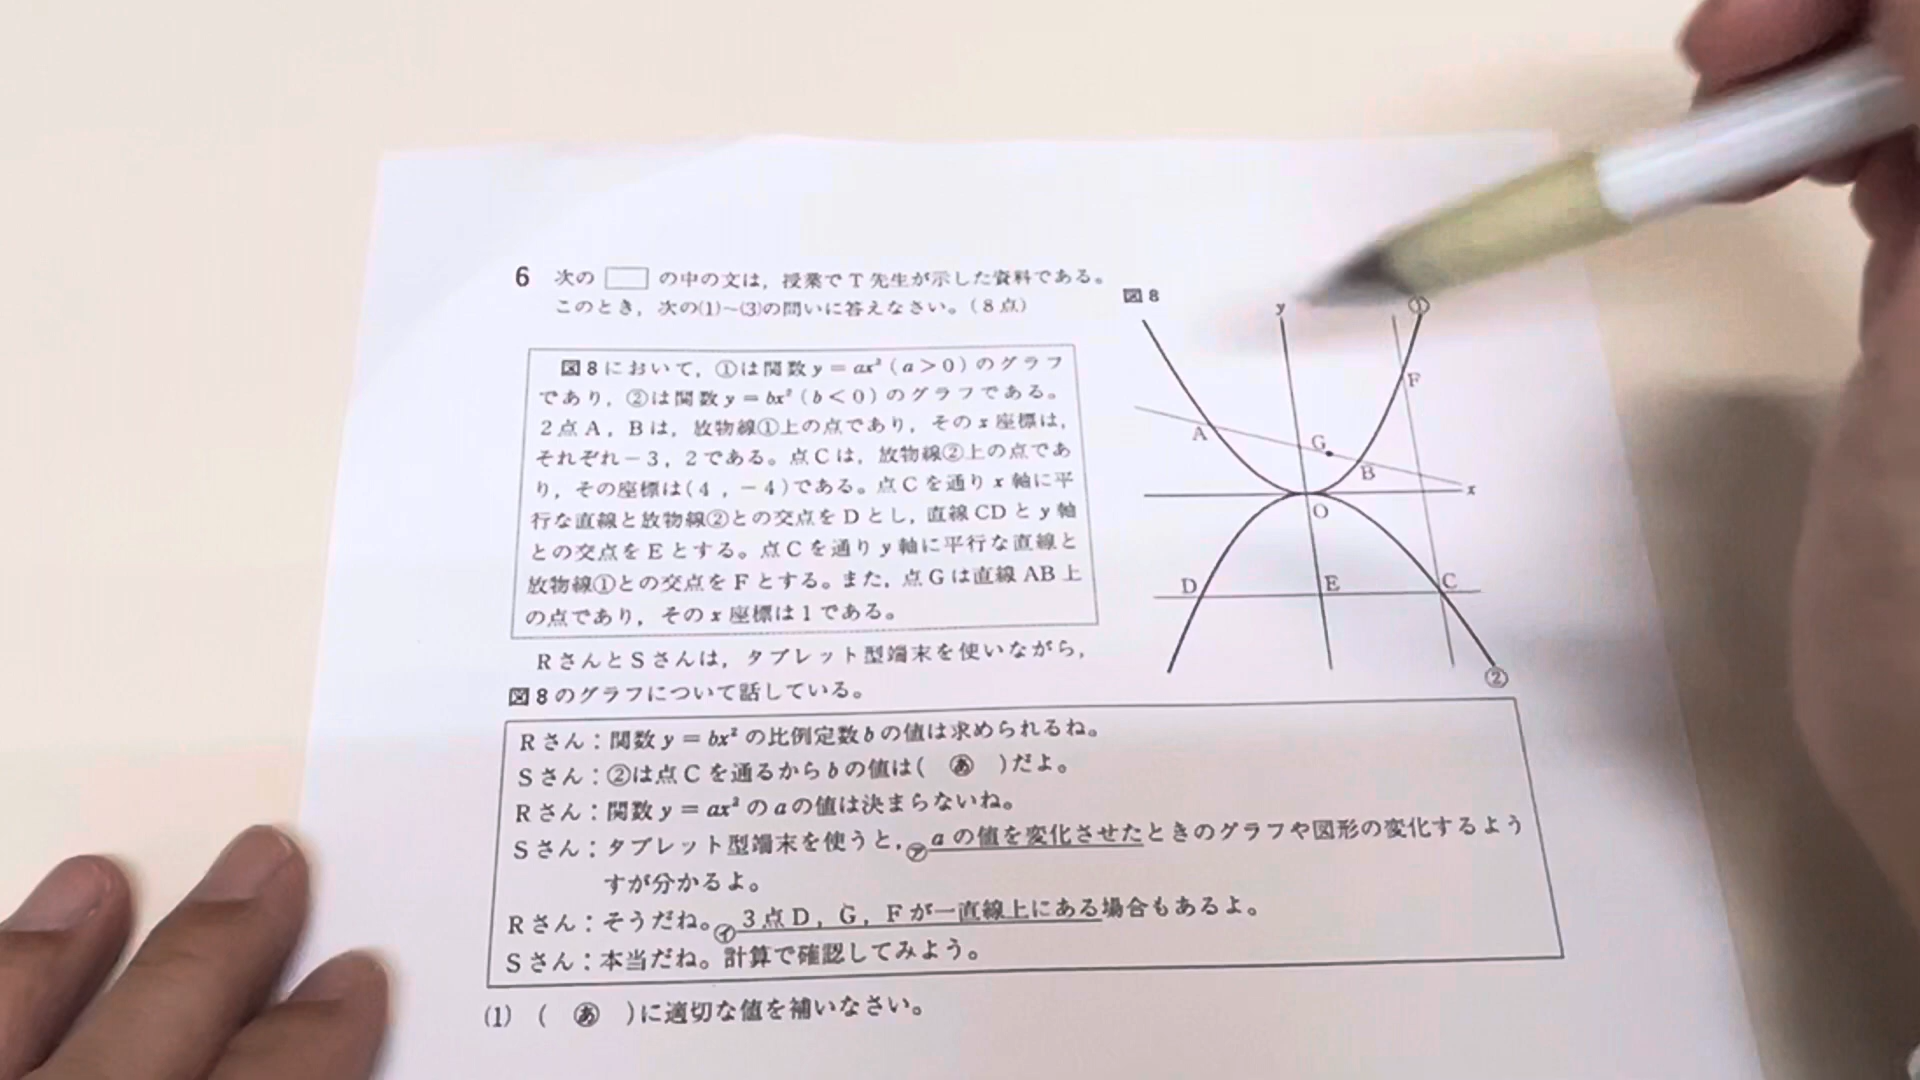 6 次の□の中の文は，授業でT先生が示した資料である。
このとき，次の(1)～(3)の問いに答えなさい。（8点）
図8
y
①
F
A
G
B
x
O
D
E
C
②
図8において，①は関数y＝ax²（a＞0）のグラフ
であり，②は関数y＝bx²（b＜0）のグラフである。
2点A，Bは，放物線①上の点であり，そのx座標は，
それぞれ－3，2である。点Cは，放物線②上の点であ
り，その座標は(4，－4)である。点Cを通りx軸に平
行な直線と放物線②との交点をDとし，直線CDとy軸
との交点をEとする。点Cを通りy軸に平行な直線と
放物線①との交点をFとする。また，点Gは直線AB上
の点であり，そのx座標は1である。
RさんとSさんは，タブレット型端末を使いながら，
図8のグラフについて話している。
Rさん：関数y＝bx²の比例定数bの値は求められるね。
Sさん：②は点Cを通るからbの値は( あ )だよ。
Rさん：関数y＝ax²のaの値は決まらないね。
Sさん：タブレット型端末を使うと，㋐aの値を変化させたときのグラフや図形の変化するよう
すが分かるよ。
Rさん：そうだね。㋑3点D，G，Fが一直線上にある場合もあるよ。
Sさん：本当だね。計算で確認してみよう。
(1) ( あ )に適切な値を補いなさい。